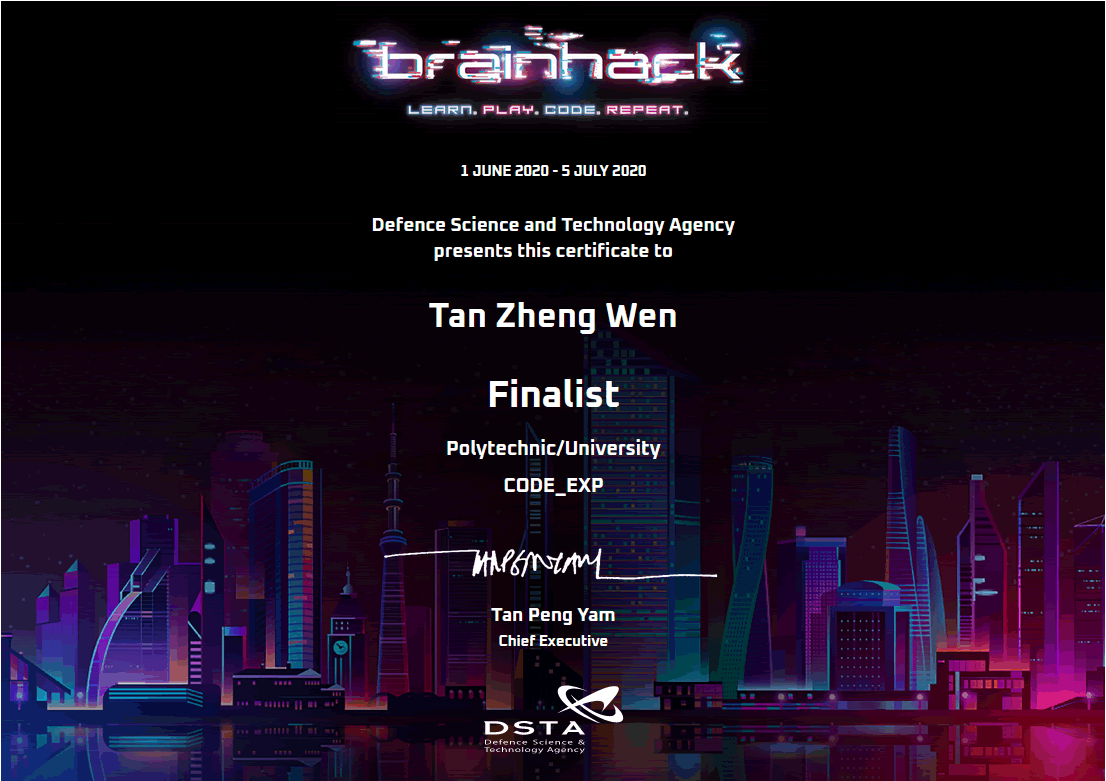 brainhack
LEARN. PLAY. CODE. REPEAT.
1 JUNE 2020 - 5 JULY 2020
Defence Science and Technology Agency
presents this certificate to
Tan Zheng Wen
Finalist
Polytechnic/University
CODE_EXP
Tan Peng Yam
Chief Executive
DSTA
Defence Science &
Technology Agency